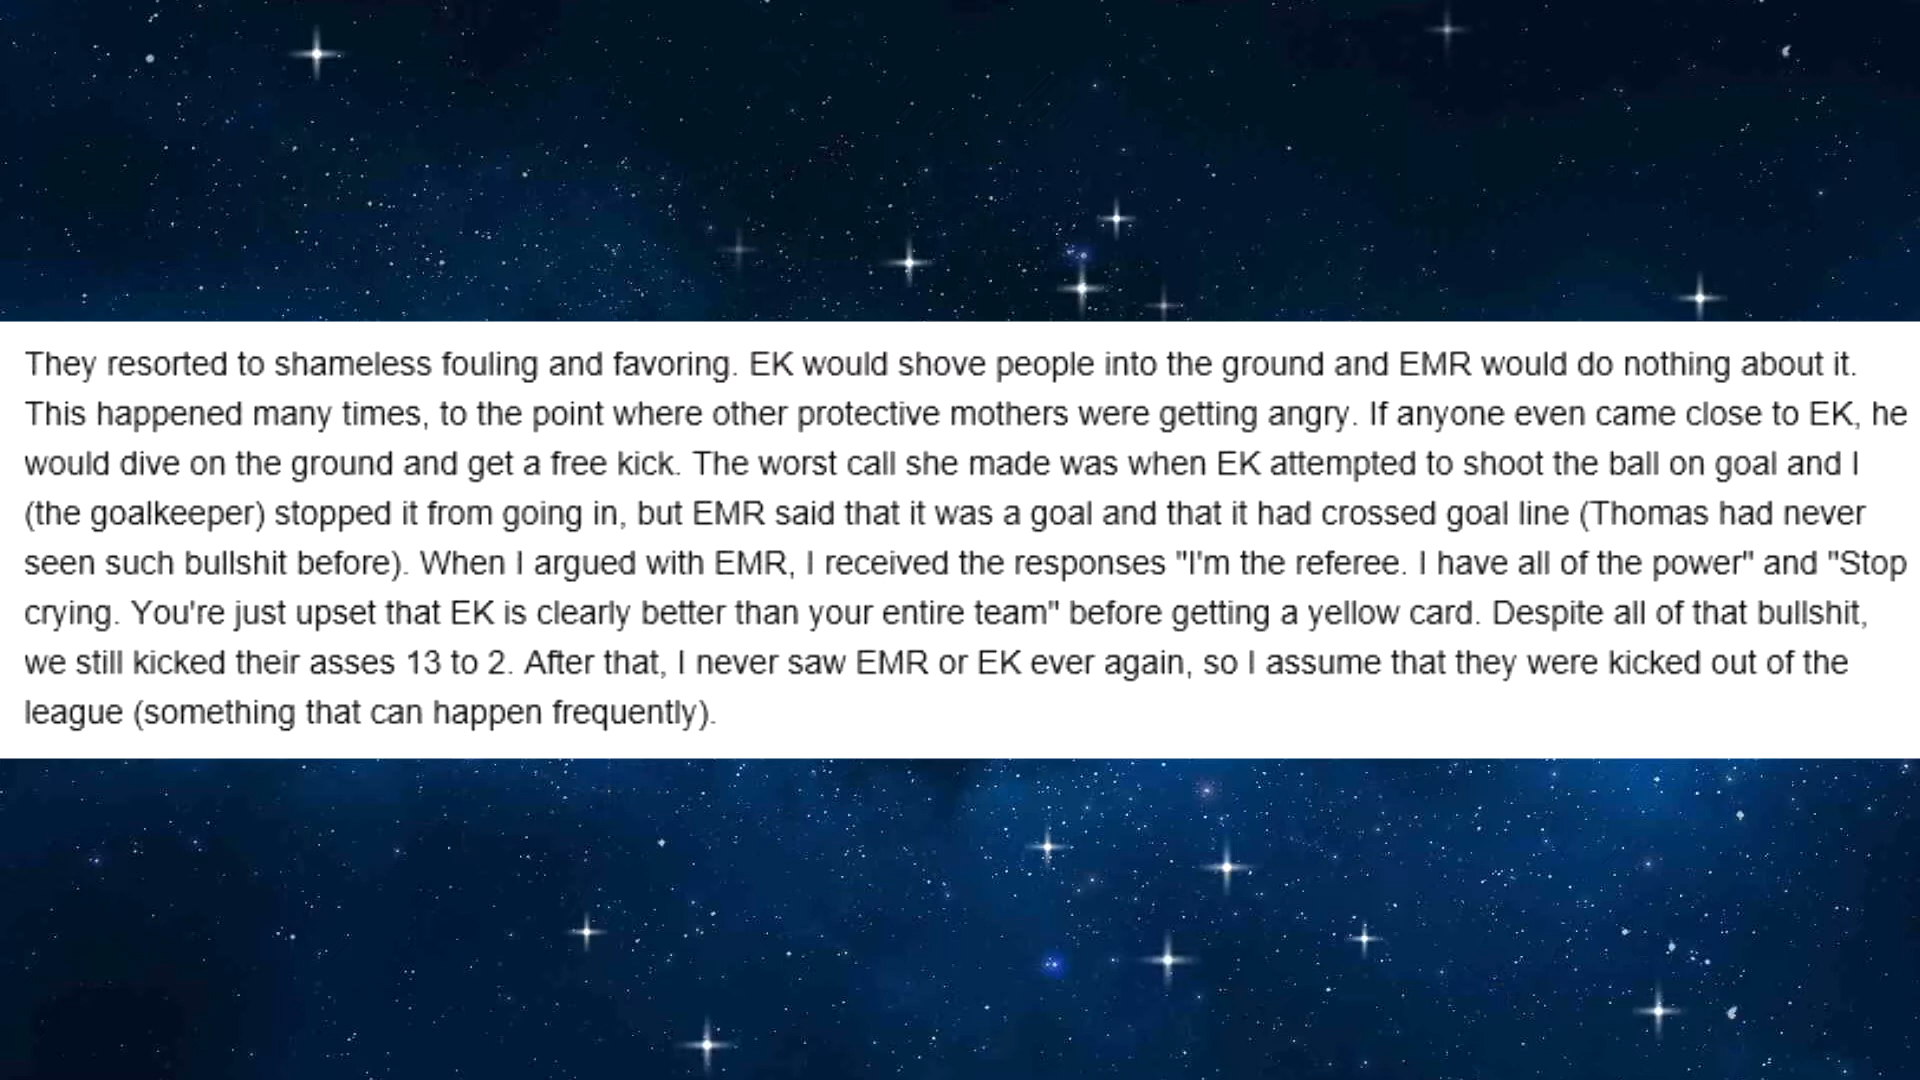 They resorted to shameless fouling and favoring. EK would shove people into the ground and EMR would do nothing about it.
This happened many times, to the point where other protective mothers were getting angry. If anyone even came close to EK, he
would dive on the ground and get a free kick. The worst call she made was when EK attempted to shoot the ball on goal and I
(the goalkeeper) stopped it from going in, but EMR said that it was a goal and that it had crossed goal line (Thomas had never
seen such bullshit before). When I argued with EMR, I received the responses "I'm the referee. I have all of the power" and "Stop
crying. You're just upset that EK is clearly better than your entire team" before getting a yellow card. Despite all of that bullshit,
we still kicked their asses 13 to 2. After that, I never saw EMR or EK ever again, so I assume that they were kicked out of the
league (something that can happen frequently).